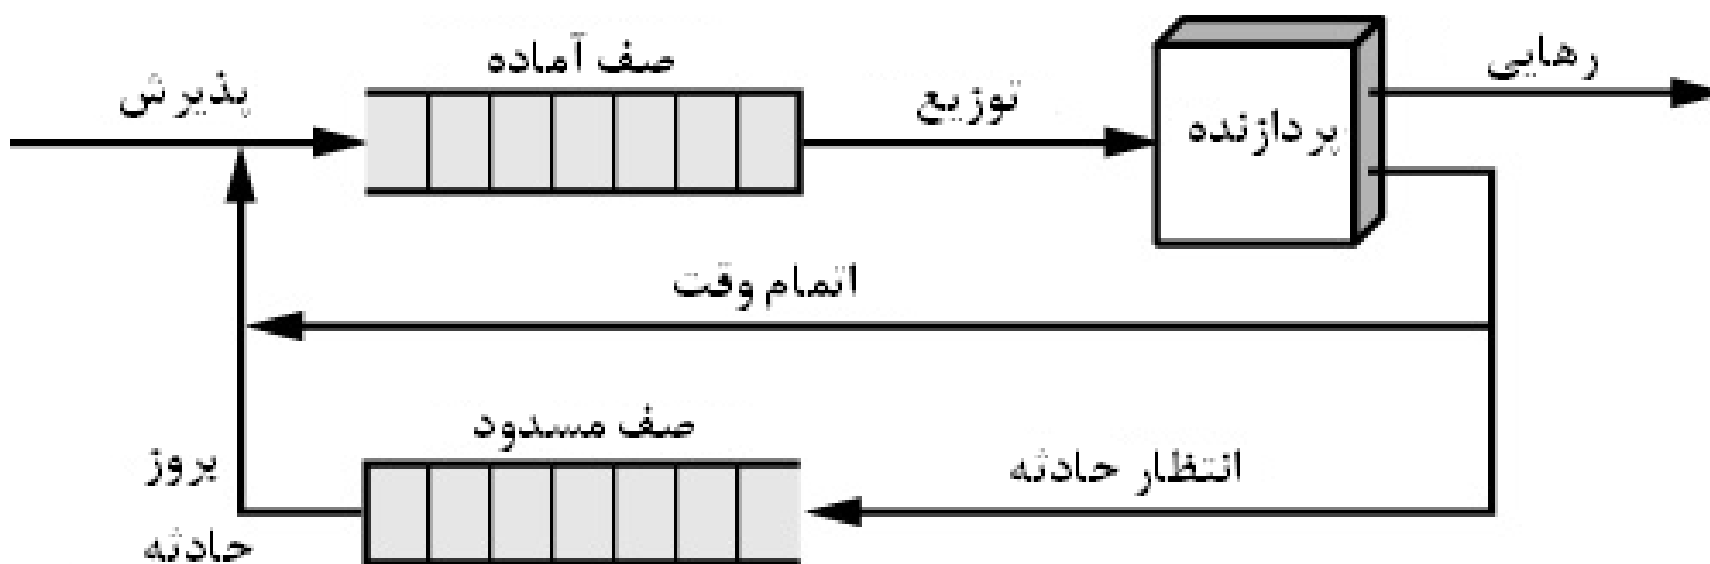 پذیرش
صف آماده
توزیع
پردازنده
رهایی
اتمام وقت
صف مسدود
انتظار حادثه
بروز
حادثه